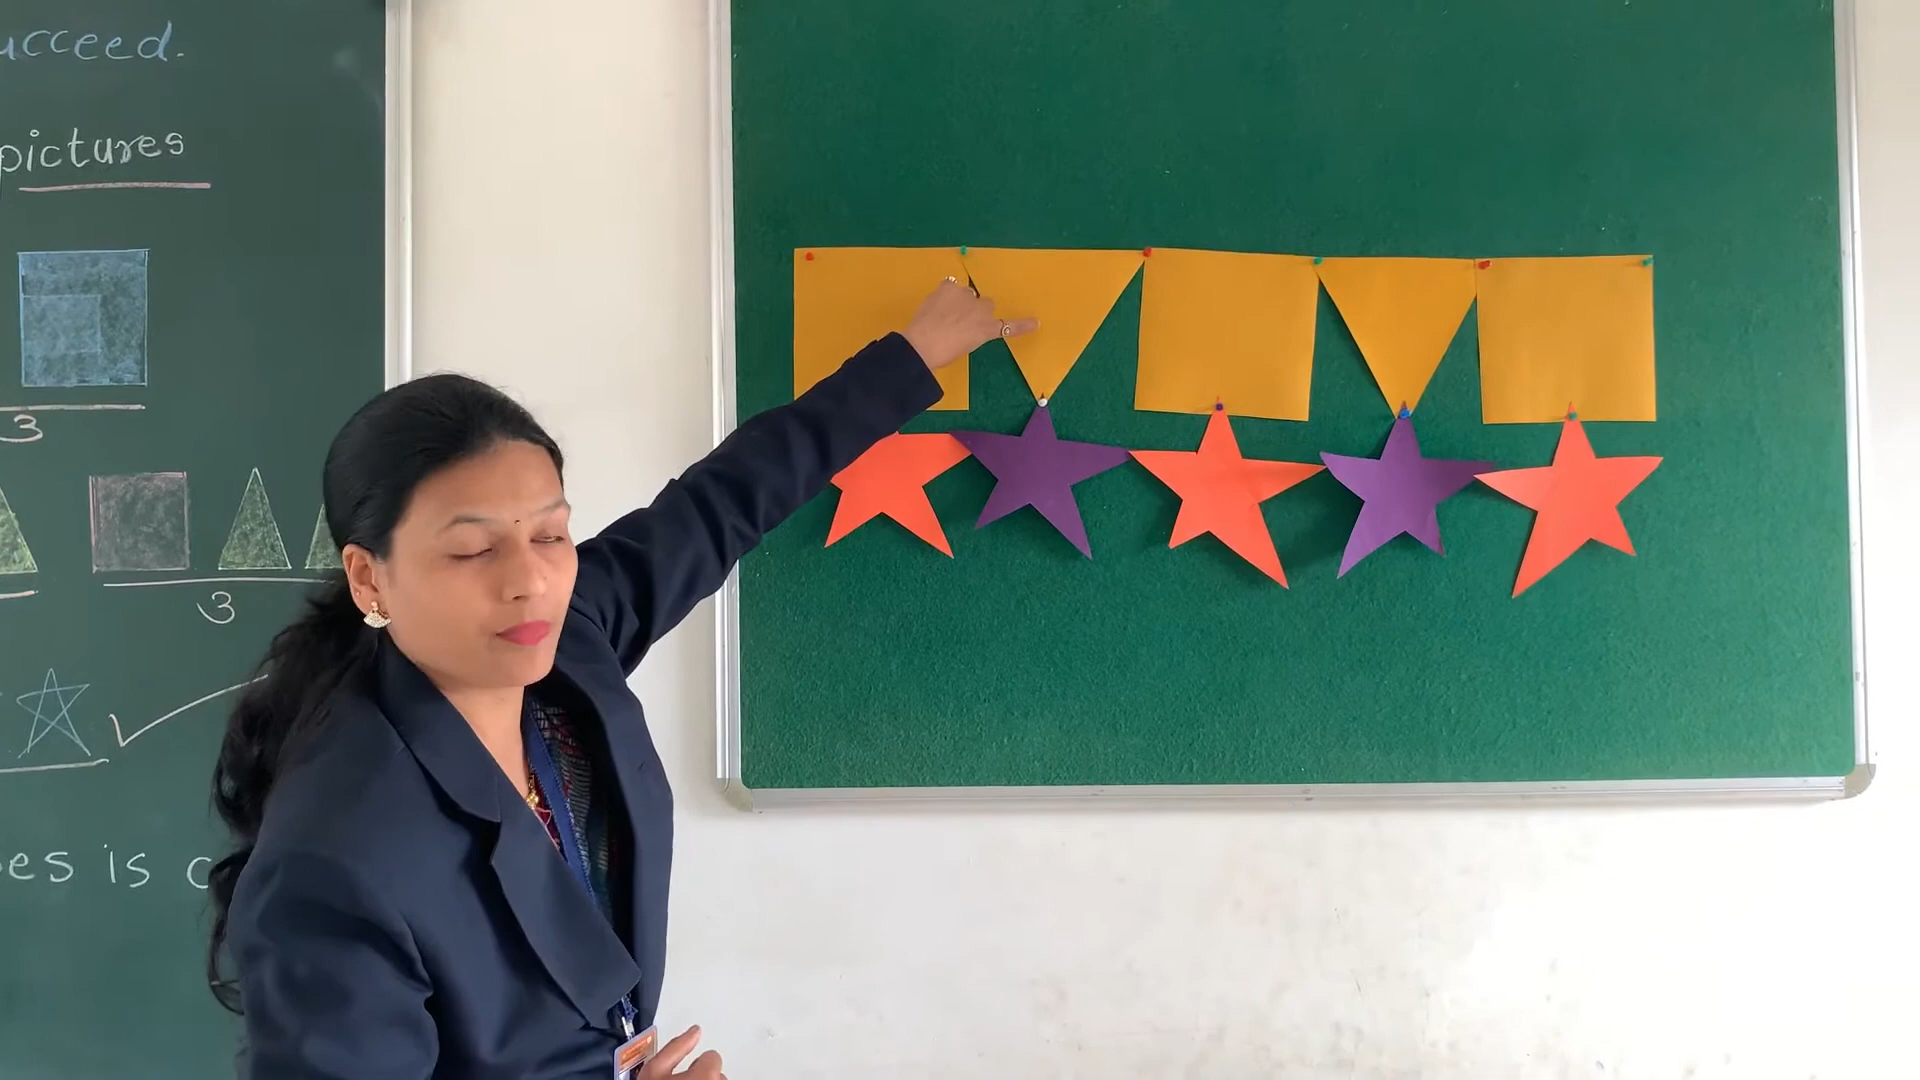 ucceed.
pictures
3
3
es is c